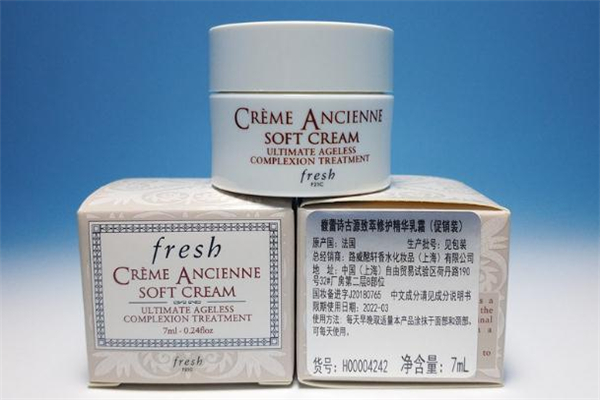 CRÈME ANCIENNE
SOFT CREAM
ULTIMATE AGELESS
COMPLEXION TREATMENT
fresh
F21C
fresh
CRÈME ANCIENNE
SOFT CREAM
ULTIMATE AGELESS
COMPLEXION TREATMENT
7ml - 0.24floz
fresh
馥蕾诗古源致萃修护精华乳霜（促销装）
原产国：法国 生产批号：见包装
总经销商：路威酩轩香水化妆品（上海）有限公司
地 址：中国（上海）自由贸易试验区荷丹路190
号32#厂房第二层B部位
国妆备进字J20180765 中文成分请见成分说明书
限期使用日期：2022-03
使用方法：每天早晚取适量本产品涂抹于面部和颈部。
可每天使用。
货号：H00004242 净含量：7mL